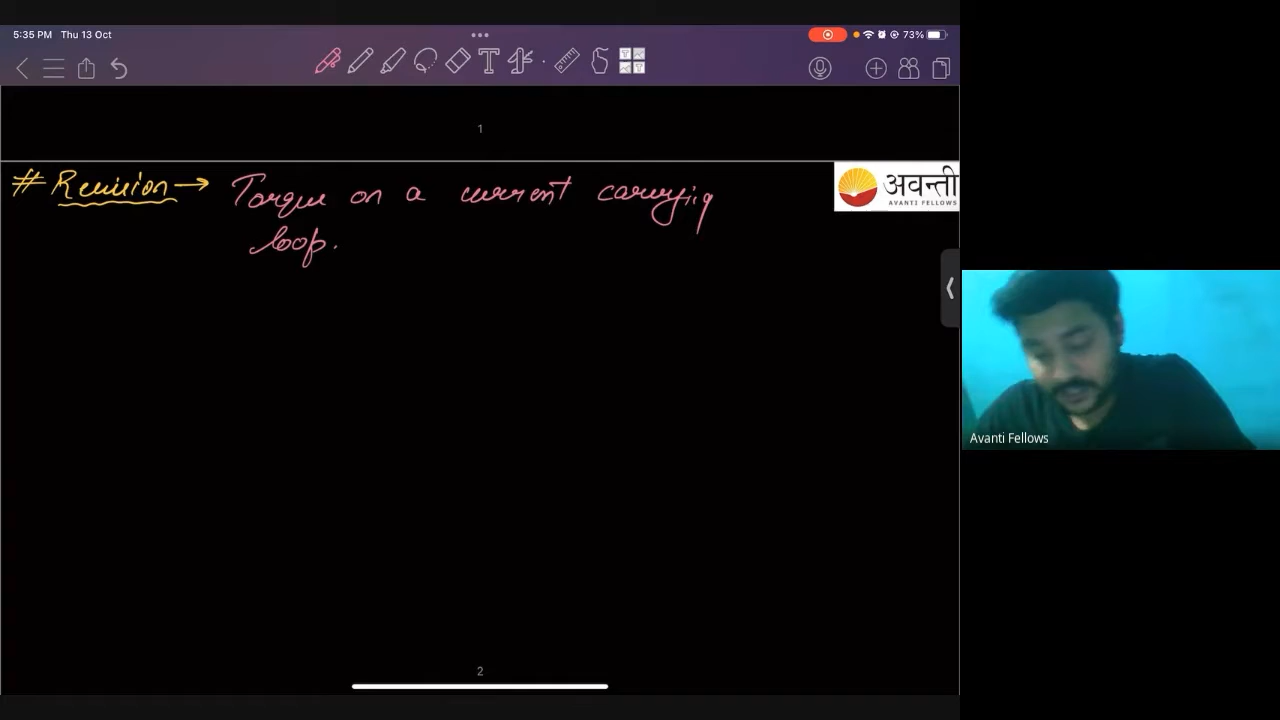 5:35 PM Thu 13 Oct
73%
1
# Revision → Torque on a current carrying
loop.
अवन्ती
AVANTI FELLOWS
Avanti Fellows
2